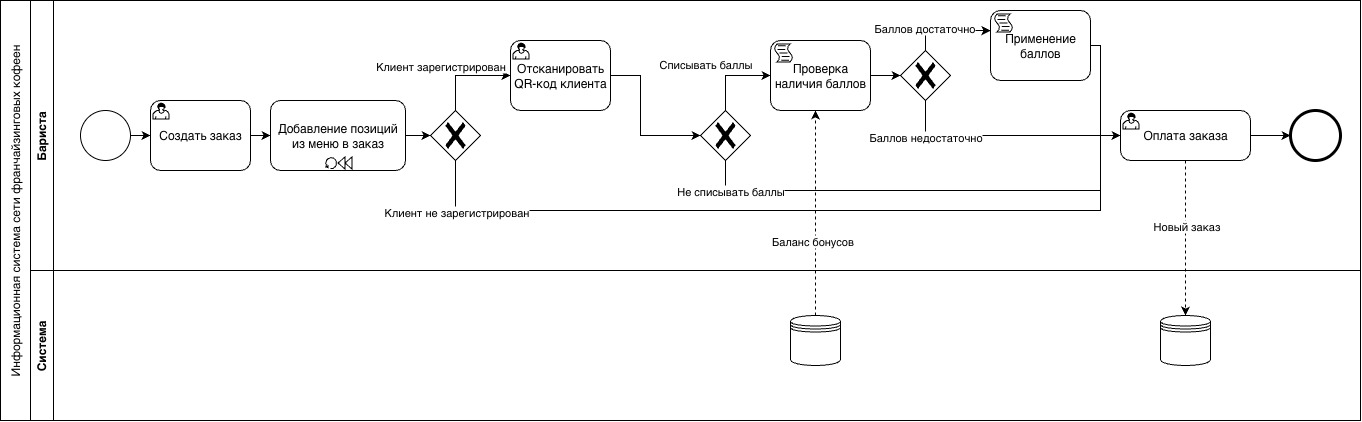 Информационная система сети франчайзинговых кофеен
Бариста
Система
Создать заказ
Добавление позиций
из меню в заказ
Клиент зарегистрирован
Клиент не зарегистрирован
Отсканировать
QR-код клиента
Списывать баллы
Не списывать баллы
Проверка
наличия баллов
Баланс бонусов
Баллов достаточно
Баллов недостаточно
Применение
баллов
Оплата заказа
Новый заказ